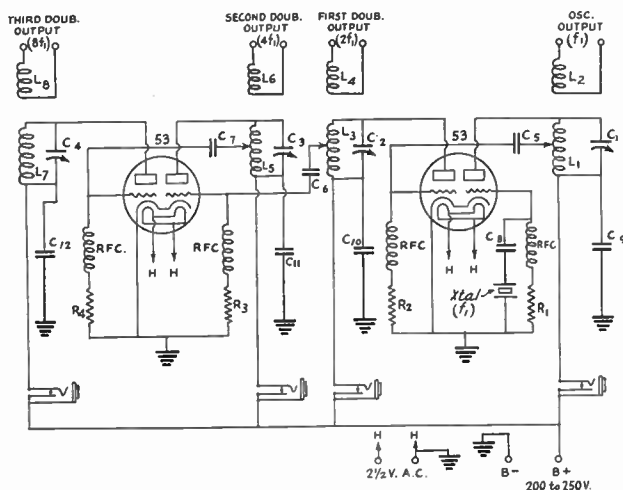 THIRD DOUB. OUTPUT (8f₁)
SECOND DOUB. OUTPUT (4f₁)
FIRST DOUB. OUTPUT (2f₁)
OSC. OUTPUT (f₁)
L8
L6
L4
L2
C4
53
C7
C3
L3
C2
53
C5
C1
L7
L5
C6
L1
C12
RFC.
H H
RFC
C11
C10
RFC
H H
C8
RFC
C9
R4
R3
R2
Xtal (f₁)
R1
H H
2½ V. A.C.
B-
B+
200 to 250V.